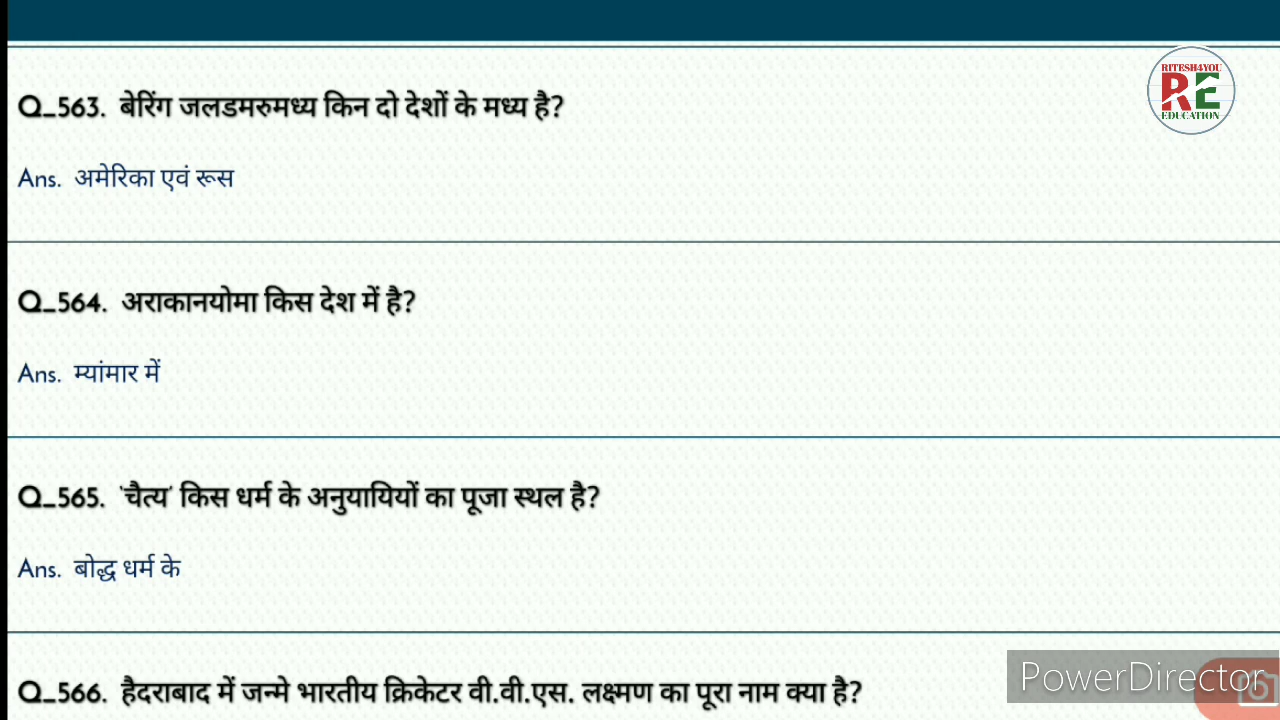 RITESH4YOU
RE
EDUCATION
Q_563. बेरिंग जलडमरुमध्य किन दो देशों के मध्य है?
Ans. अमेरिका एवं रूस
Q_564. अराकानयोमा किस देश में है?
Ans. म्यांमार में
Q_565. 'चैत्य' किस धर्म के अनुयायियों का पूजा स्थल है?
Ans. बोद्ध धर्म के
Q_566. हैदराबाद में जन्मे भारतीय क्रिकेटर वी.वी.एस. लक्ष्मण का पूरा नाम क्या है?
PowerDirector